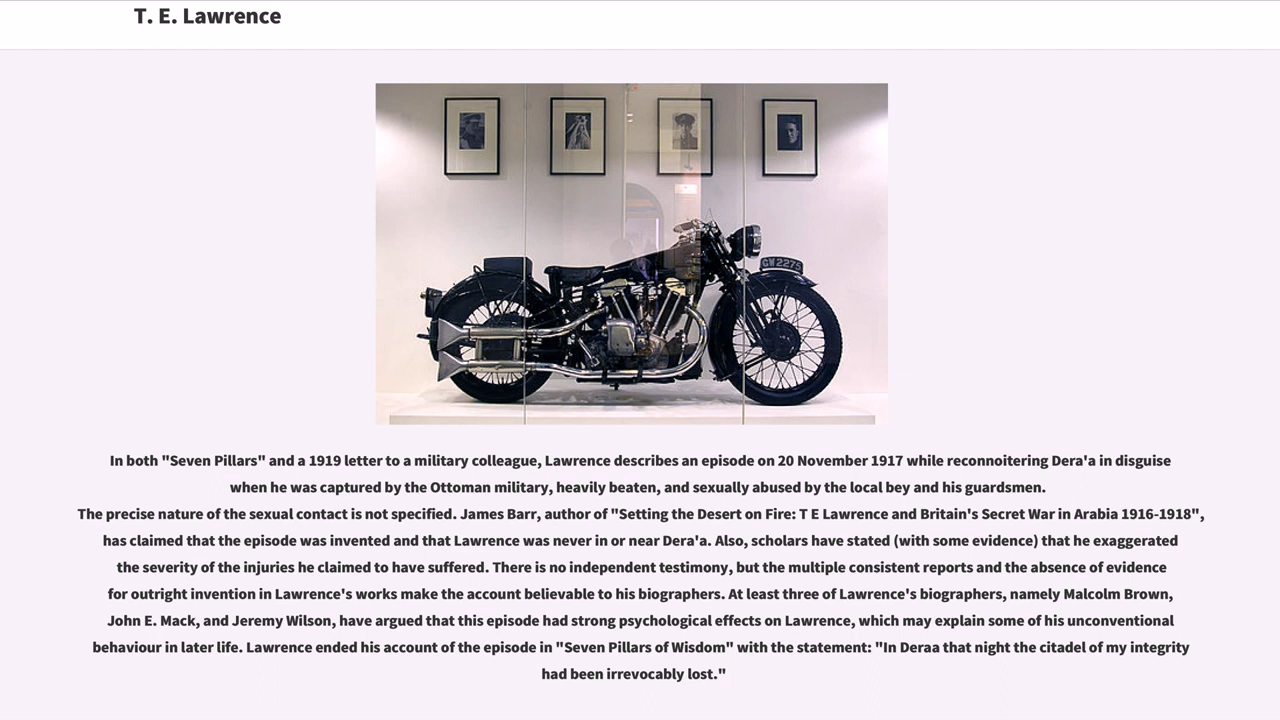 T. E. Lawrence
GW 2275
In both "Seven Pillars" and a 1919 letter to a military colleague, Lawrence describes an episode on 20 November 1917 while reconnoitering Dera'a in disguise
when he was captured by the Ottoman military, heavily beaten, and sexually abused by the local bey and his guardsmen.
The precise nature of the sexual contact is not specified. James Barr, author of "Setting the Desert on Fire: T E Lawrence and Britain's Secret War in Arabia 1916-1918",
has claimed that the episode was invented and that Lawrence was never in or near Dera'a. Also, scholars have stated (with some evidence) that he exaggerated
the severity of the injuries he claimed to have suffered. There is no independent testimony, but the multiple consistent reports and the absence of evidence
for outright invention in Lawrence's works make the account believable to his biographers. At least three of Lawrence's biographers, namely Malcolm Brown,
John E. Mack, and Jeremy Wilson, have argued that this episode had strong psychological effects on Lawrence, which may explain some of his unconventional
behaviour in later life. Lawrence ended his account of the episode in "Seven Pillars of Wisdom" with the statement: "In Deraa that night the citadel of my integrity
had been irrevocably lost."